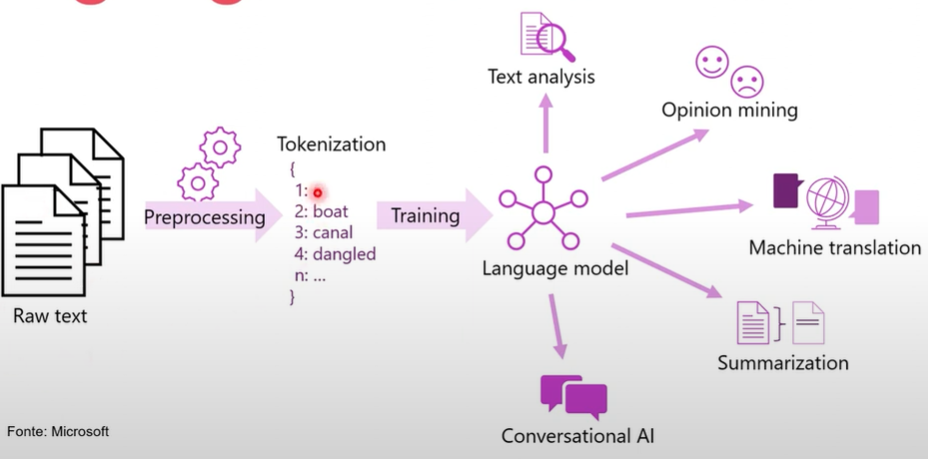 Raw text
Preprocessing
Tokenization
{
1:
2: boat
3: canal
4: dangled
n: ...
}
Training
Language model
Text analysis
Opinion mining
Machine translation
Summarization
Conversational AI
Fonte: Microsoft